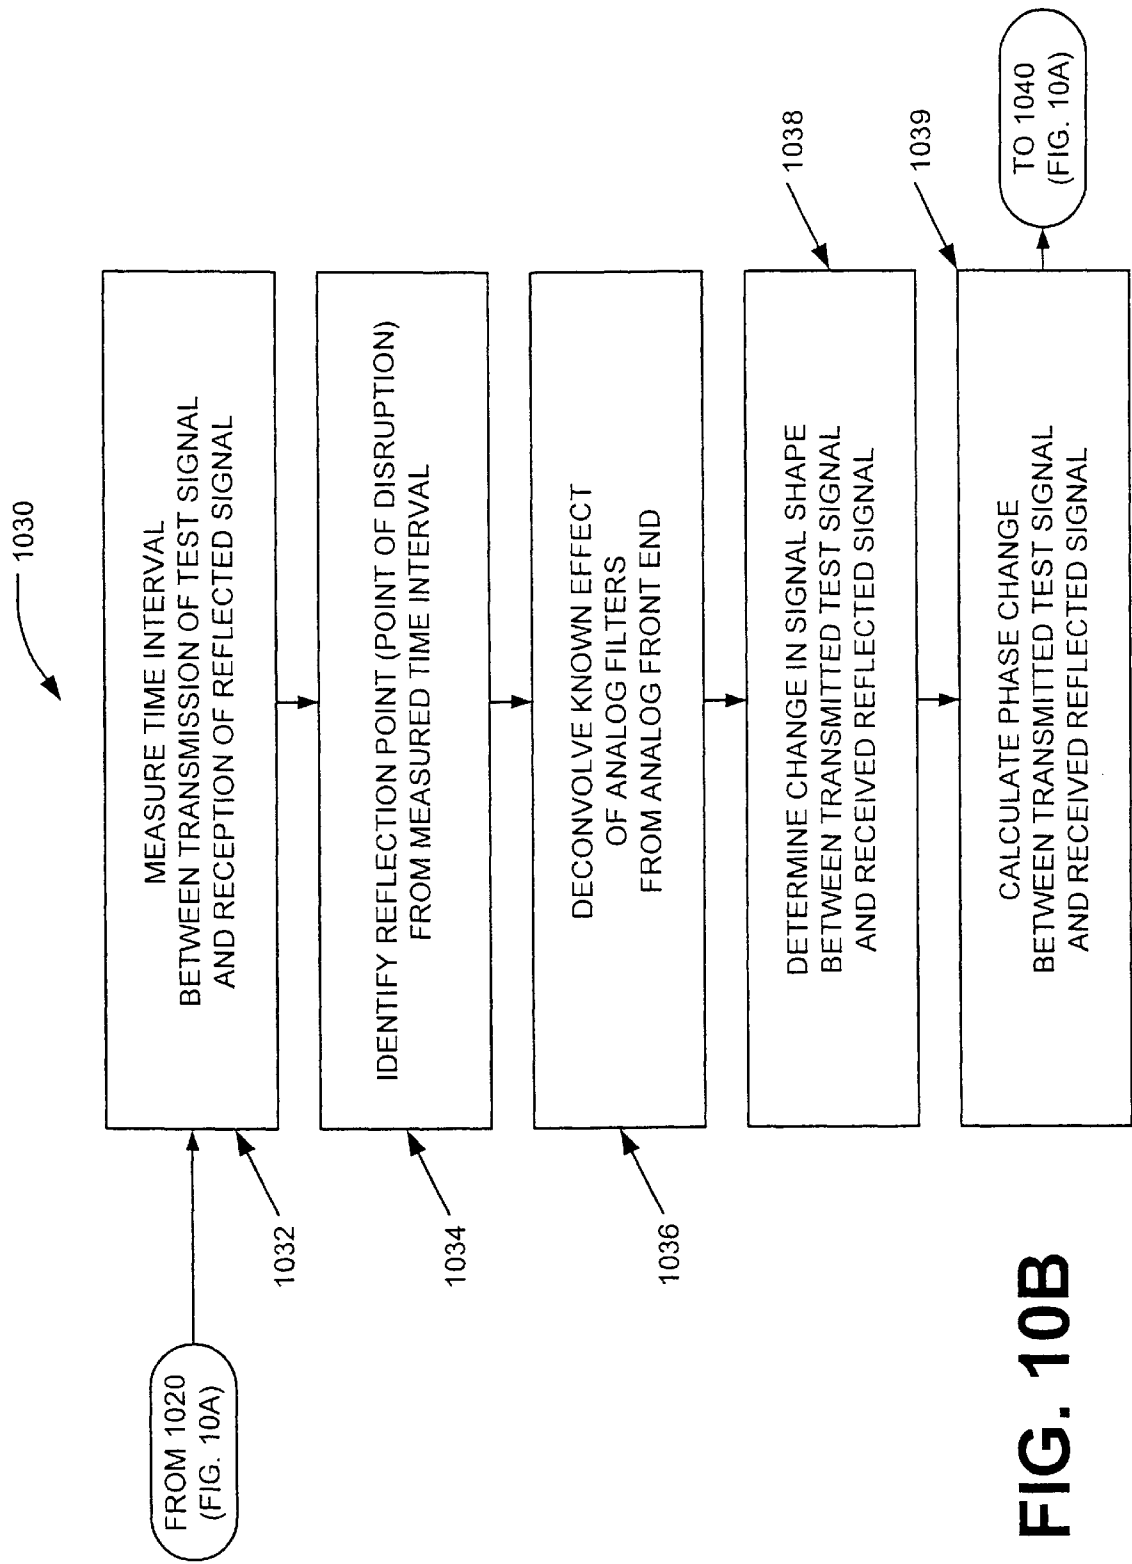 1030
FROM 1020
(FIG. 10A)
1032
MEASURE TIME INTERVAL
BETWEEN TRANSMISSION OF TEST SIGNAL
AND RECEPTION OF REFLECTED SIGNAL
1034
IDENTIFY REFLECTION POINT (POINT OF DISRUPTION)
FROM MEASURED TIME INTERVAL
1036
DECONVOLVE KNOWN EFFECT
OF ANALOG FILTERS
FROM ANALOG FRONT END
1038
DETERMINE CHANGE IN SIGNAL SHAPE
BETWEEN TRANSMITTED TEST SIGNAL
AND RECEIVED REFLECTED SIGNAL
1039
CALCULATE PHASE CHANGE
BETWEEN TRANSMITTED TEST SIGNAL
AND RECEIVED REFLECTED SIGNAL
TO 1040
(FIG. 10A)
FIG. 10B